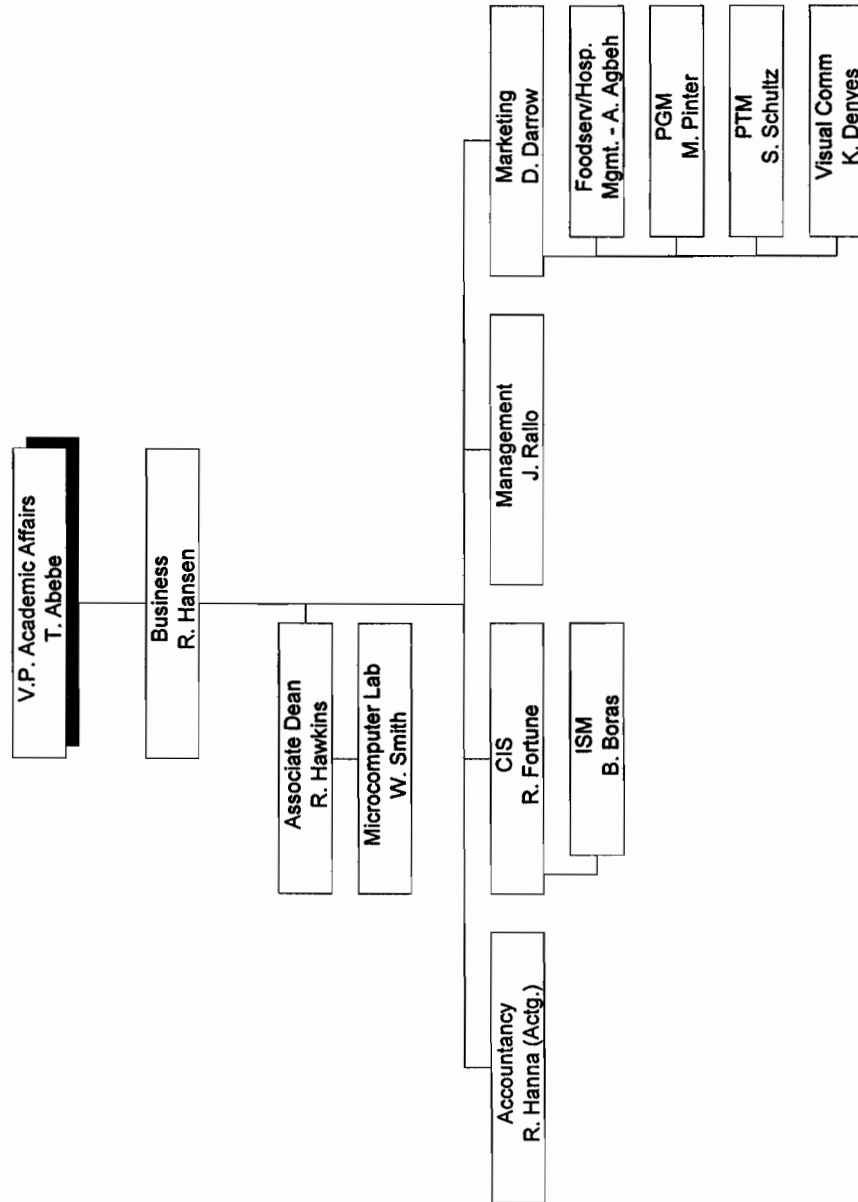 V.P. Academic Affairs
T. Abebe
Business
R. Hansen
Associate Dean
R. Hawkins
Microcomputer Lab
W. Smith
Accountancy
R. Hanna (Actg.)
CIS
R. Fortune
ISM
B. Boras
Management
J. Rallo
Marketing
D. Darrow
Foodserv/Hosp.
Mgmt. - A. Agbeh
PGM
M. Pinter
PTM
S. Schultz
Visual Comm
K. Denyes